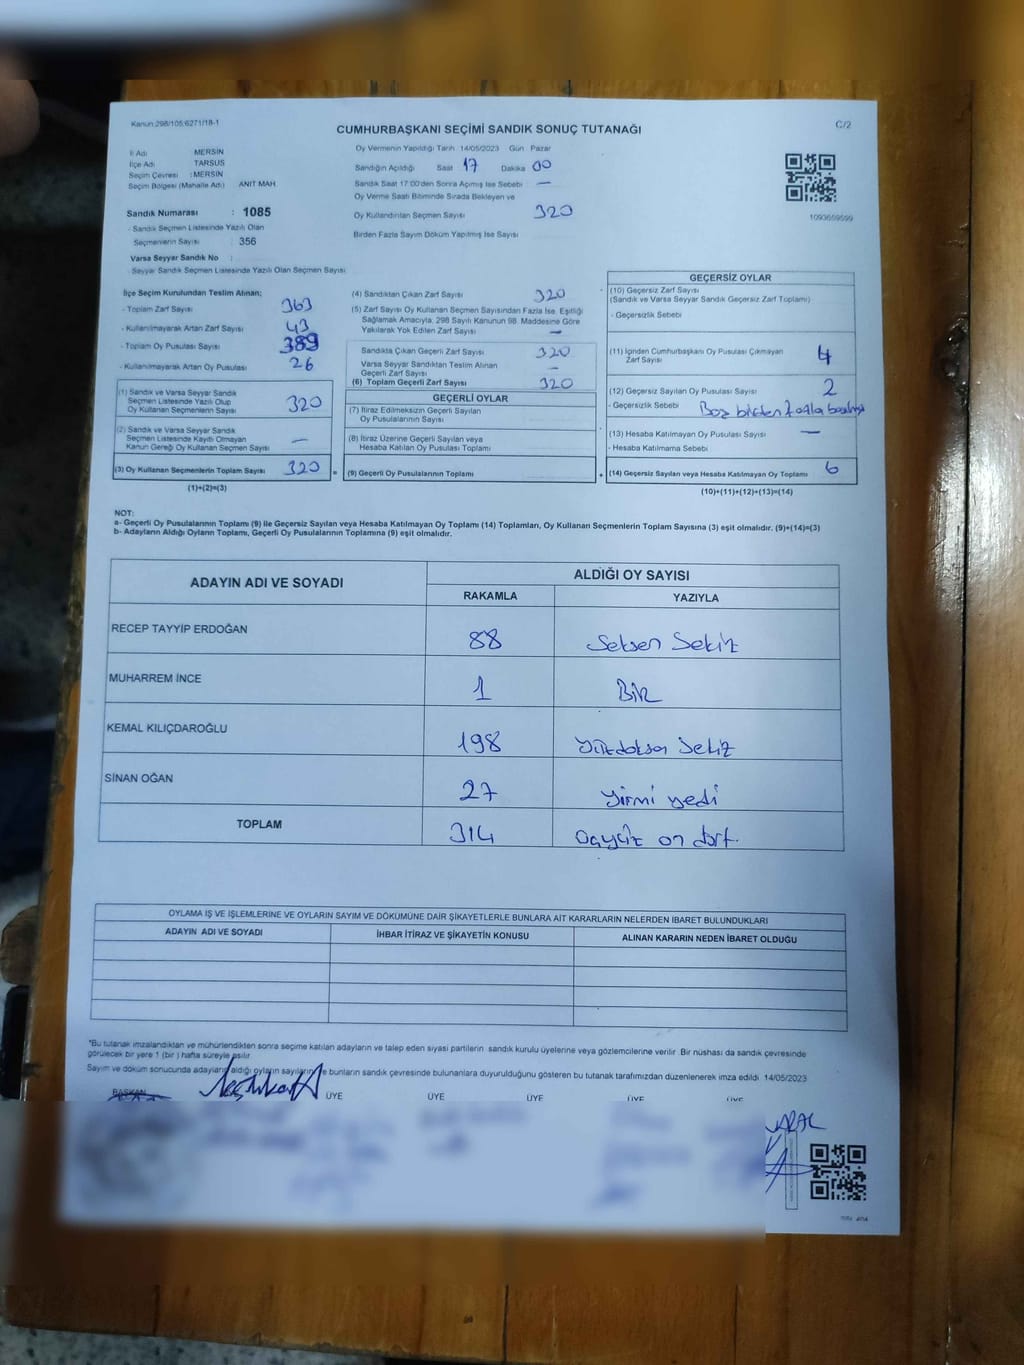 Kanun:298/105;6271/18-1
C/2
CUMHURBAŞKANI SEÇİMİ SANDIK SONUÇ TUTANAĞI
İl Adı MERSİN
İlçe Adı TARSUS
Seçim Çevresi : MERSİN
Seçim Bölgesi (Mahalle Adı) ANIT MAH.
Sandık Numarası : 1085
- Sandık Seçmen Listesinde Yazılı Olan
Seçmenlerin Sayısı : 356
Varsa Seyyar Sandık No :
- Seyyar Sandık Seçmen Listesinde Yazılı Olan Seçmen Sayısı
Oy Vermenin Yapıldığı Tarih 14/05/2023 Gün Pazar
Sandığın Açıldığı Saat 17 Dakika 00
Sandık Saat 17:00'den Sonra Açılmış İse Sebebi —
Oy Verme Saati Bitiminde Sırada Bekleyen ve
Oy Kullandırılan Seçmen Sayısı 320
Birden Fazla Sayım Döküm Yapılmış İse Sayısı
1093659599
İlçe Seçim Kurulundan Teslim Alınan;
- Toplam Zarf Sayısı 363
- Kullanılmayarak Artan Zarf Sayısı 43
- Toplam Oy Pusulası Sayısı 389
- Kullanılmayarak Artan Oy Pusulası 26
(1) Sandık ve Varsa Seyyar Sandık
Seçmen Listesinde Yazılı Olup
Oy Kullanan Seçmenlerin Sayısı 320
(2) Sandık ve Varsa Seyyar Sandık
Seçmen Listesinde Kaydı Olmayan
Kanun Gereği Oy Kullanan Seçmen Sayısı —
(3) Oy Kullanan Seçmenlerin Toplam Sayısı 320
(1)+(2)=(3)
(4) Sandıktan Çıkan Zarf Sayısı 320
(5) Zarf Sayısı Oy Kullanan Seçmen Sayısından Fazla İse, Eşitliği
Sağlamak Amacıyla, 298 Sayılı Kanunun 98. Maddesine Göre
Yakılarak Yok Edilen Zarf Sayısı —
Sandıkta Çıkan Geçerli Zarf Sayısı 320
Varsa Seyyar Sandıktan Teslim Alınan
Geçerli Zarf Sayısı —
(6) Toplam Geçerli Zarf Sayısı 320
GEÇERLİ OYLAR
(7) İtiraz Edilmeksizin Geçerli Sayılan
Oy Pusulalarının Sayısı
(8) İtiraz Üzerine Geçerli Sayılan veya
Hesaba Katılan Oy Pusulası Toplamı
= (9) Geçerli Oy Pusulalarının Toplamı
GEÇERSİZ OYLAR
(10) Geçersiz Zarf Sayısı
(Sandık ve Varsa Seyyar Sandık Geçersiz Zarf Toplamı)
- Geçersizlik Sebebi
(11) İçinden Cumhurbaşkanı Oy Pusulası Çıkmayan
Zarf Sayısı 4
(12) Geçersiz Sayılan Oy Pusulası Sayısı 2
- Geçersizlik Sebebi birden fazla
(13) Hesaba Katılmayan Oy Pusulası Sayısı —
- Hesaba Katılmama Sebebi
+ (14) Geçersiz Sayılan veya Hesaba Katılmayan Oy Toplamı 6
(10)+(11)+(12)+(13)=(14)
NOT:
a- Geçerli Oy Pusulalarının Toplamı (9) ile Geçersiz Sayılan veya Hesaba Katılmayan Oy Toplamı (14) Toplamları, Oy Kullanan Seçmenlerin Toplam Sayısına (3) eşit olmalıdır. (9)+(14)=(3)
b- Adayların Aldığı Oyların Toplamı, Geçerli Oy Pusulalarının Toplamına (9) eşit olmalıdır.
ADAYIN ADI VE SOYADI ALDIĞI OY SAYISI
RAKAMLA YAZIYLA
RECEP TAYYİP ERDOĞAN 88 Seksen Sekiz
MUHARREM İNCE 1 Bir
KEMAL KILIÇDAROĞLU 198 Yüzdoksan Sekiz
SİNAN OĞAN 27 Yirmi yedi
TOPLAM 314 üçyüz on dört.
OYLAMA İŞ VE İŞLEMLERİNE VE OYLARIN SAYIM VE DÖKÜMÜNE DAİR ŞİKAYETLERLE BUNLARA AİT KARARLARIN NELERDEN İBARET BULUNDUKLARI
ADAYIN ADI VE SOYADI İHBAR İTİRAZ VE ŞİKAYETİN KONUSU ALINAN KARARIN NEDEN İBARET OLDUĞU
*Bu tutanak imzalandıktan ve mühürlendikten sonra seçime katılan adayların ve talep eden siyasi partilerin sandık kurulu üyelerine veya gözlemcilerine verilir. Bir nüshası da sandık çevresinde
görülecek bir yere 1 (bir ) hafta süreyle asılır.
Sayım ve döküm sonucunda adayların aldığı oyların sayılarının ve bunların sandık çevresinde bulunanlara duyurulduğunu gösteren bu tutanak tarafımızdan düzenlenerek imza edildi. 14/05/2023
BAŞKAN ÜYE ÜYE ÜYE ÜYE ÜYE